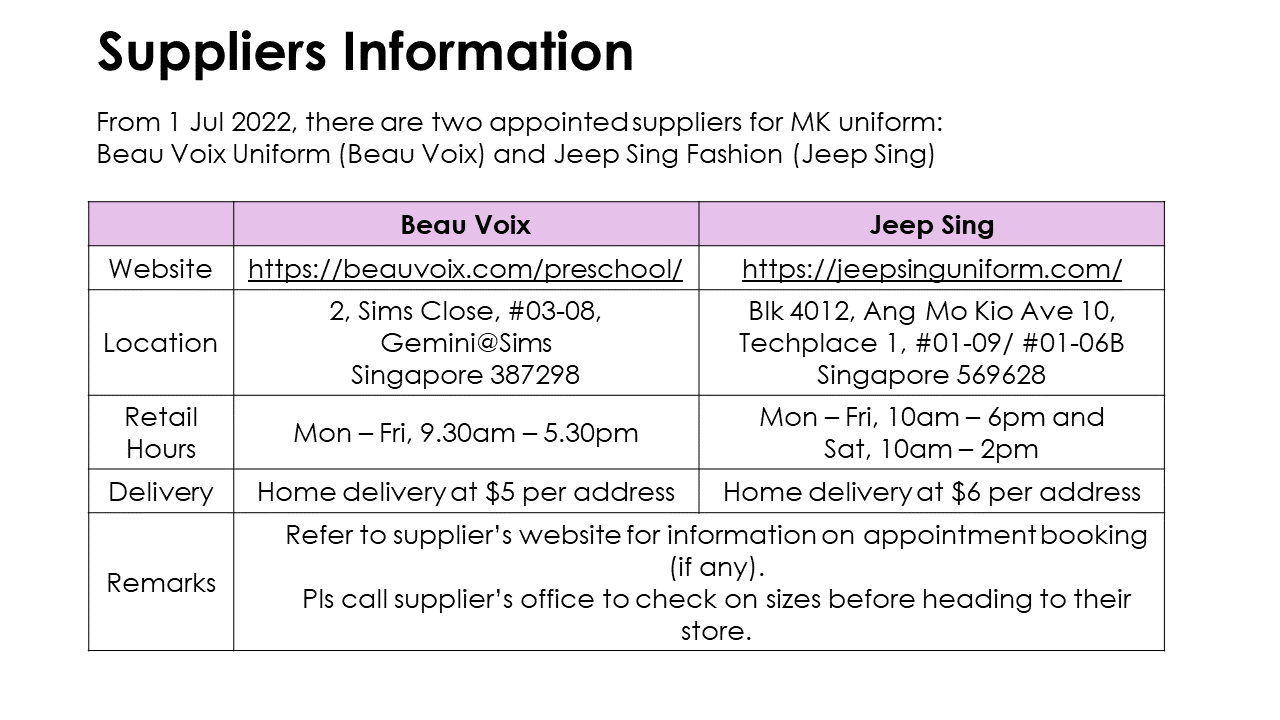 Suppliers Information
From 1 Jul 2022, there are two appointed suppliers for MK uniform:
Beau Voix Uniform (Beau Voix) and Jeep Sing Fashion (Jeep Sing)
Beau Voix
Jeep Sing
Website
https://beauvoix.com/preschool/
https://jeepsinguniform.com/
Location
2, Sims Close, #03-08,
Gemini@Sims
Singapore 387298
Blk 4012, Ang Mo Kio Ave 10,
Techplace 1, #01-09/ #01-06B
Singapore 569628
Retail
Hours
Mon – Fri, 9.30am – 5.30pm
Mon – Fri, 10am – 6pm and
Sat, 10am – 2pm
Delivery
Home delivery at $5 per address
Home delivery at $6 per address
Remarks
Refer to supplier’s website for information on appointment booking
(if any).
Pls call supplier’s office to check on sizes before heading to their
store.